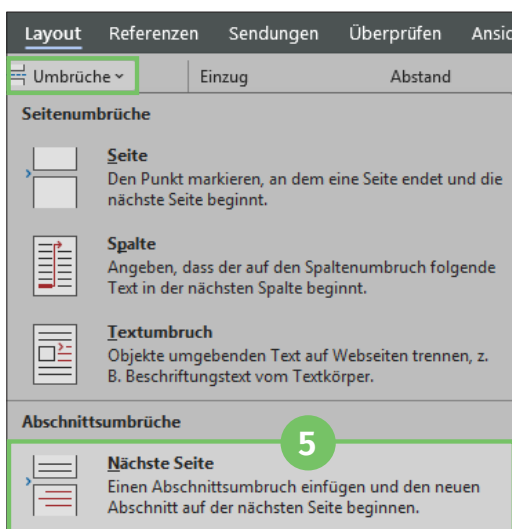 Layout Referenzen Sendungen Überprüfen Ansic
Umbrüche Einzug Abstand
Seitenumbrüche
Seite
Den Punkt markieren, an dem eine Seite endet und die
nächste Seite beginnt.
Spalte
Angeben, dass der auf den Spaltenumbruch folgende
Text in der nächsten Spalte beginnt.
Textumbruch
Objekte umgebenden Text auf Webseiten trennen, z.
B. Beschriftungstext vom Textkörper.
Abschnittsumbrüche
5
Nächste Seite
Einen Abschnittsumbruch einfügen und den neuen
Abschnitt auf der nächsten Seite beginnen.